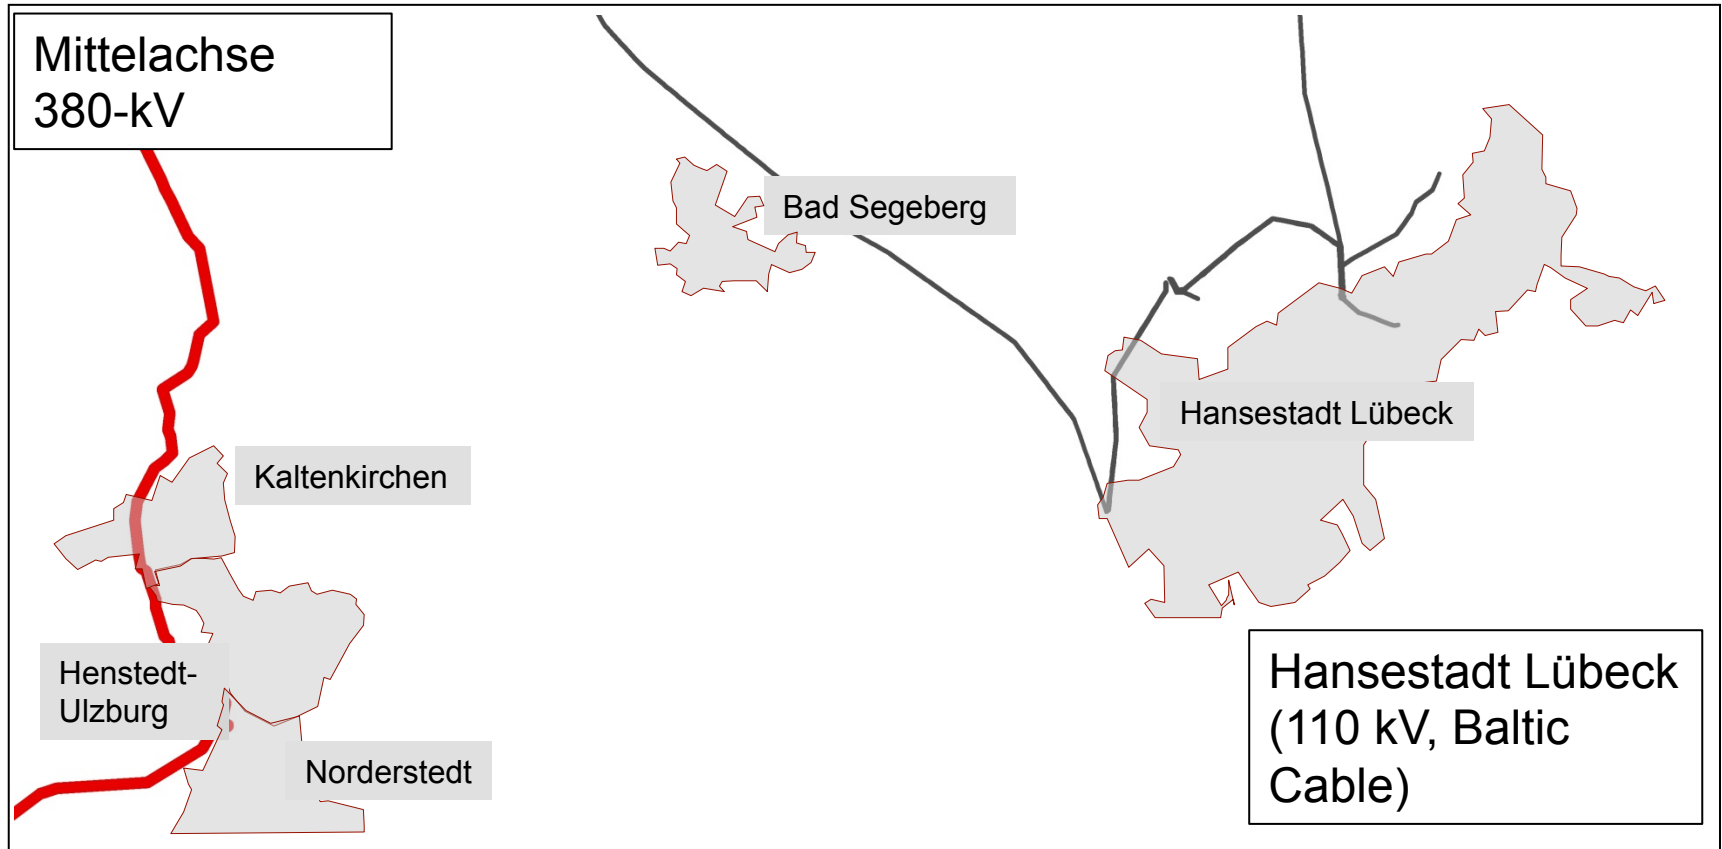 Mittelachse
380-kV
Bad Segeberg
Hansestadt Lübeck
Kaltenkirchen
Henstedt-
Ulzburg
Norderstedt
Hansestadt Lübeck
(110 kV, Baltic
Cable)